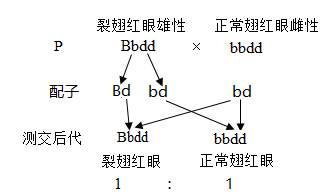 裂翅红眼雄性 正常翅红眼雌性
P Bbdd × bbdd
配子 Bd bd bd
测交后代 Bbdd bbdd
裂翅红眼 正常翅红眼
1 : 1